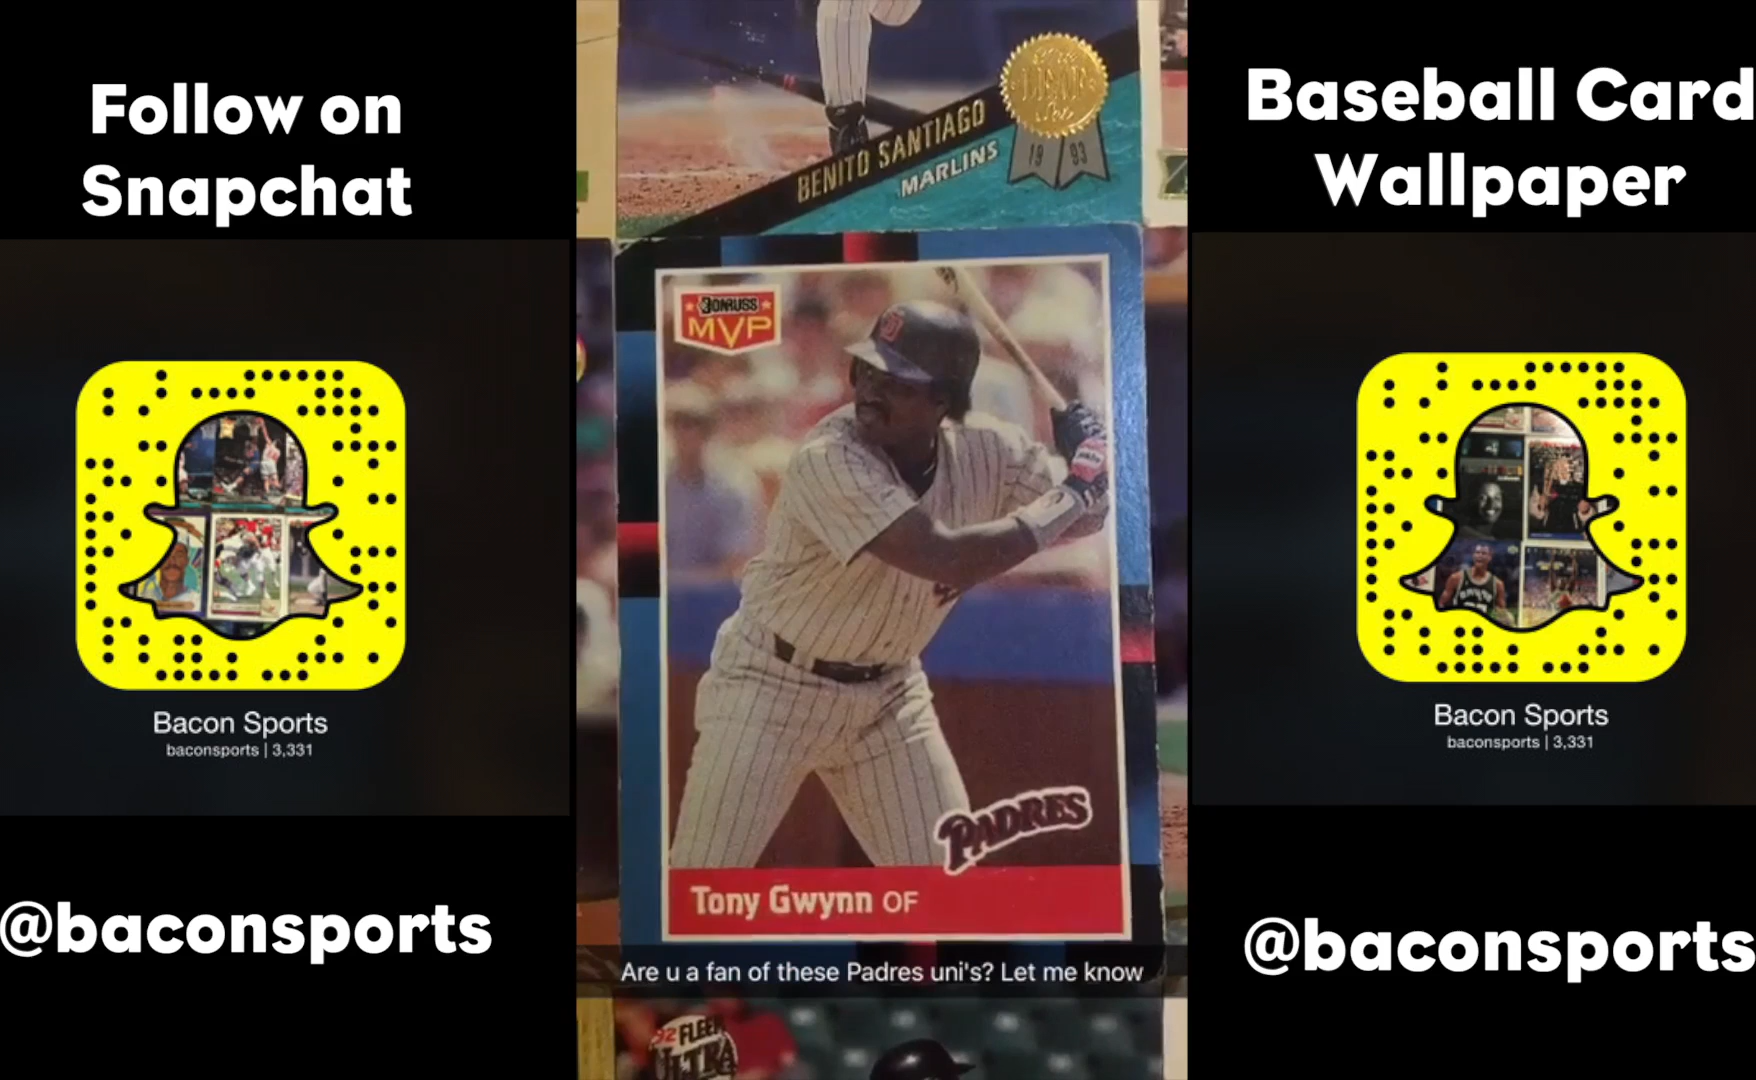 Follow on
Snapchat
Bacon Sports
baconsports | 3,331
@baconsports
BENITO SANTIAGO
MARLINS
19 93
DONRUSS
MVP
PADRES
Tony Gwynn OF
Are u a fan of these Padres uni's? Let me know
92 FLEER
ULTRA
Baseball Card
Wallpaper
Bacon Sports
baconsports | 3,331
@baconsports